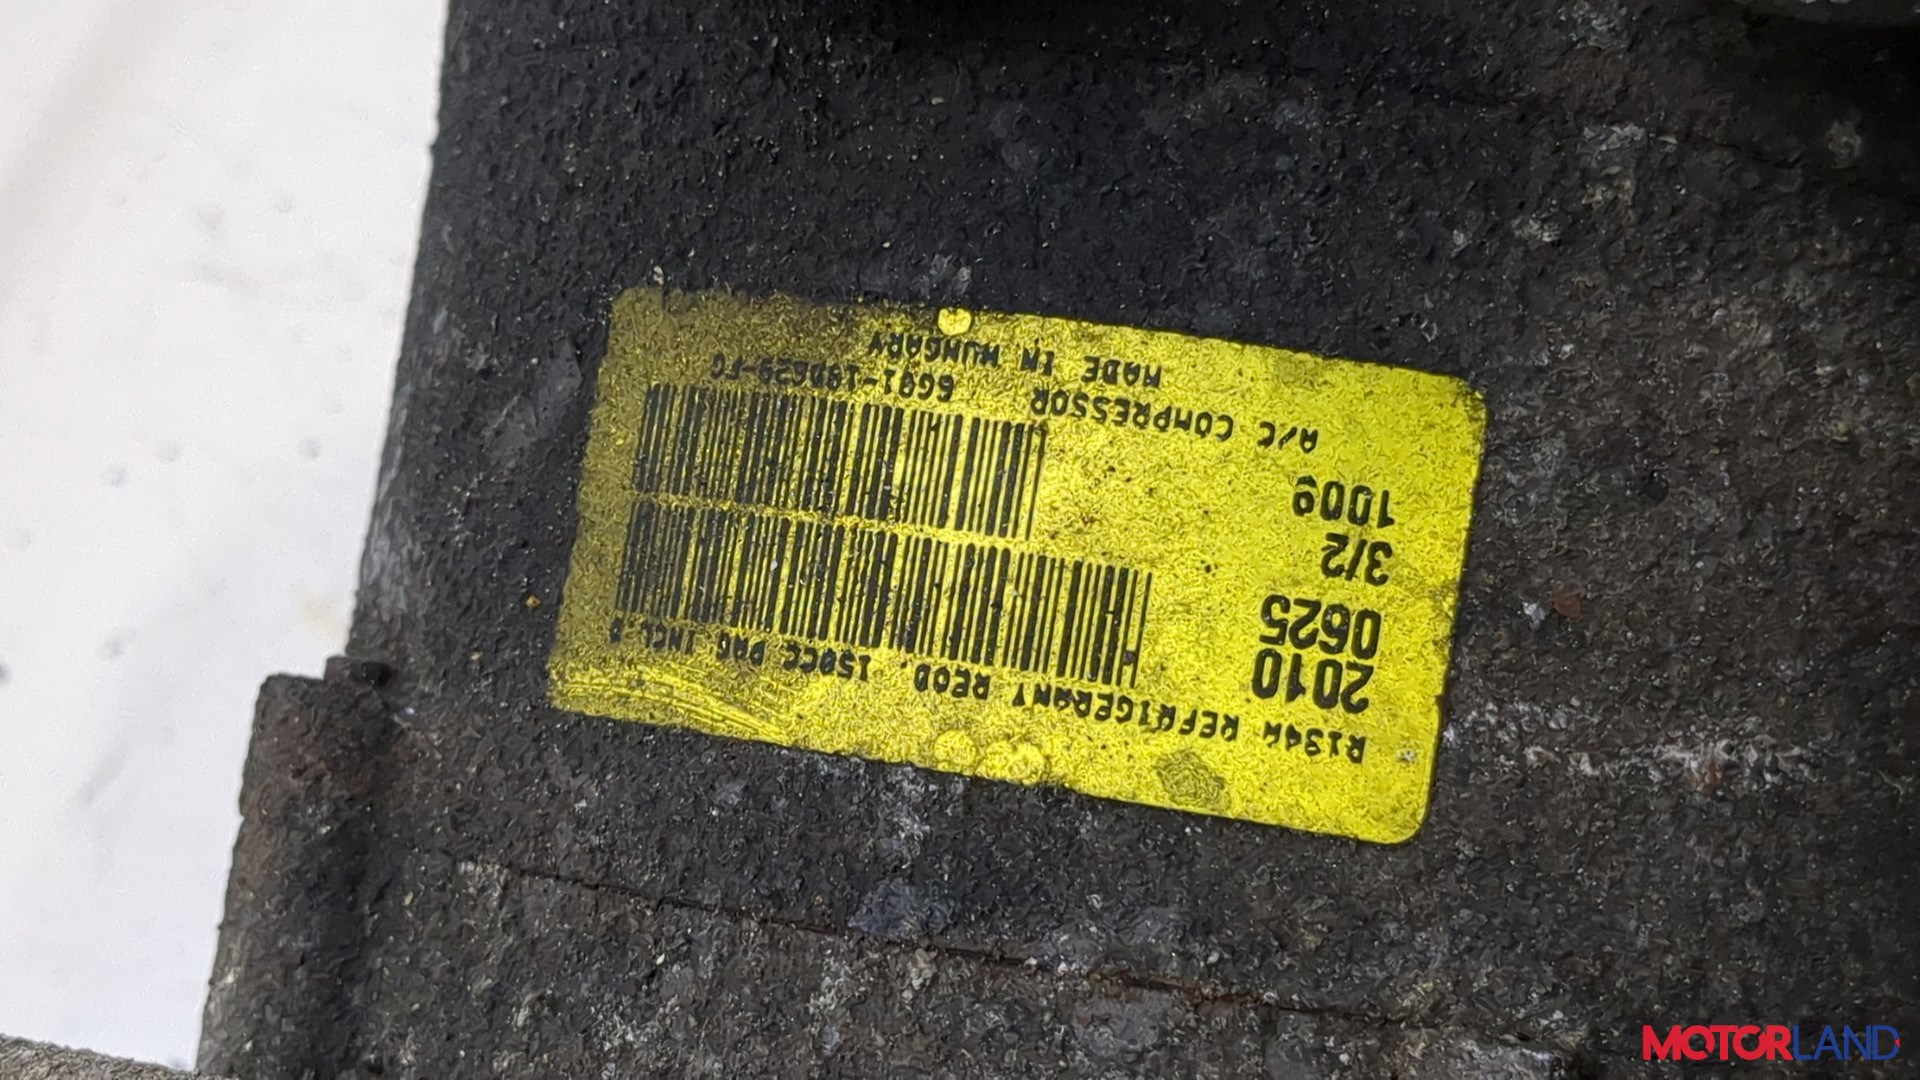 R134A REFRIGERANT REQD. 150CC PAG INCL'D
2010
0625
3/2
1009
A/C COMPRESSOR 6G91-19D629-FC
MADE IN HUNGARY
MOTORLAND